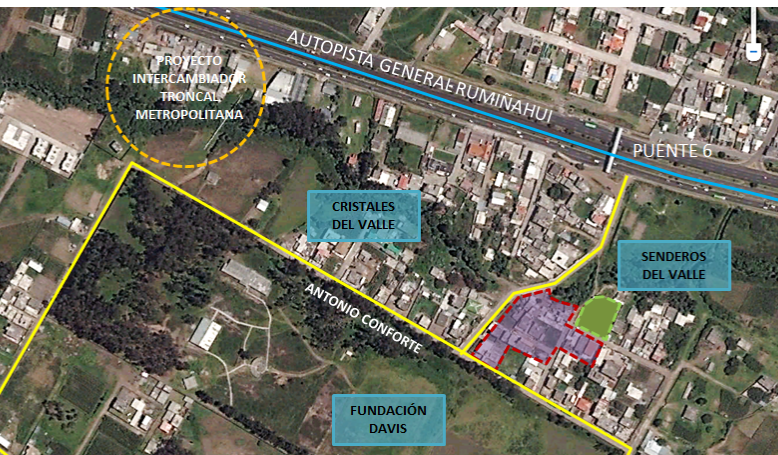 AUTOPISTA GENERAL RUMIÑAHUI
PROYECTO
INTERCAMBIADOR
TRONCAL
METROPOLITANA
PUENTE 6
CRISTALES
DEL VALLE
SENDEROS
DEL VALLE
ANTONIO CONFORTE
FUNDACIÓN
DAVIS